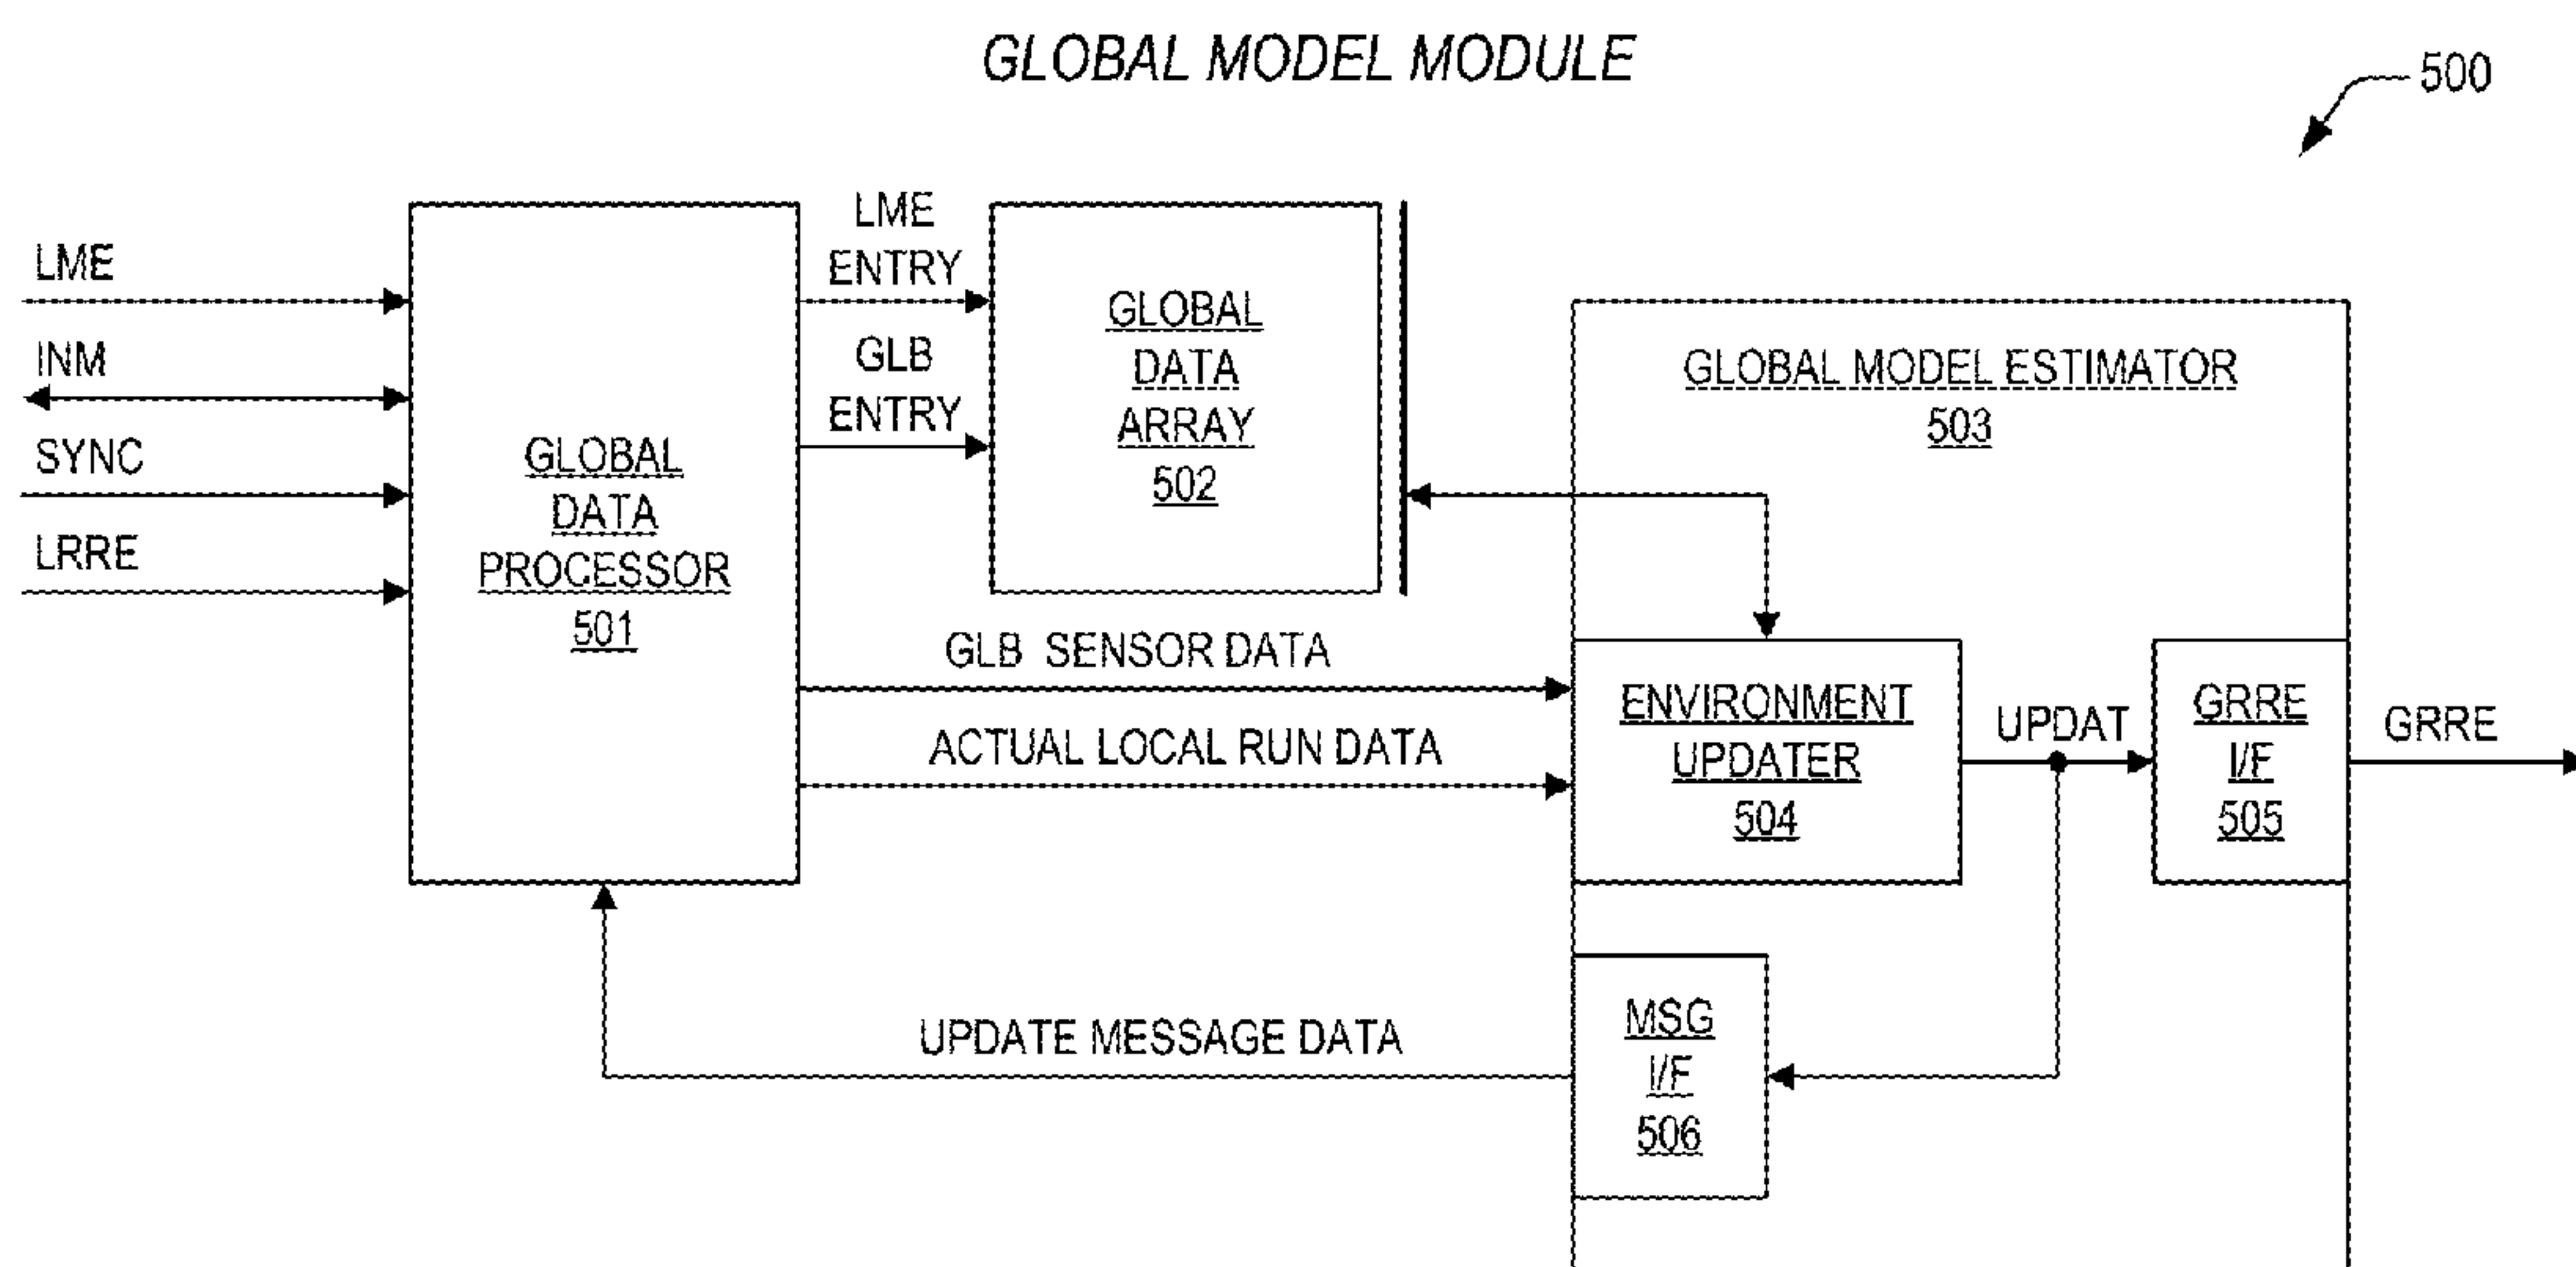 GLOBAL MODEL MODULE
500
LME
INM
SYNC
LRRE
GLOBAL
DATA
PROCESSOR
501
LME
ENTRY
GLB
ENTRY
GLOBAL
DATA
ARRAY
502
GLOBAL MODEL ESTIMATOR
503
GLB SENSOR DATA
ACTUAL LOCAL RUN DATA
ENVIRONMENT
UPDATER
504
UPDAT
GRRE
I/F
505
GRRE
UPDATE MESSAGE DATA
MSG
I/F
506